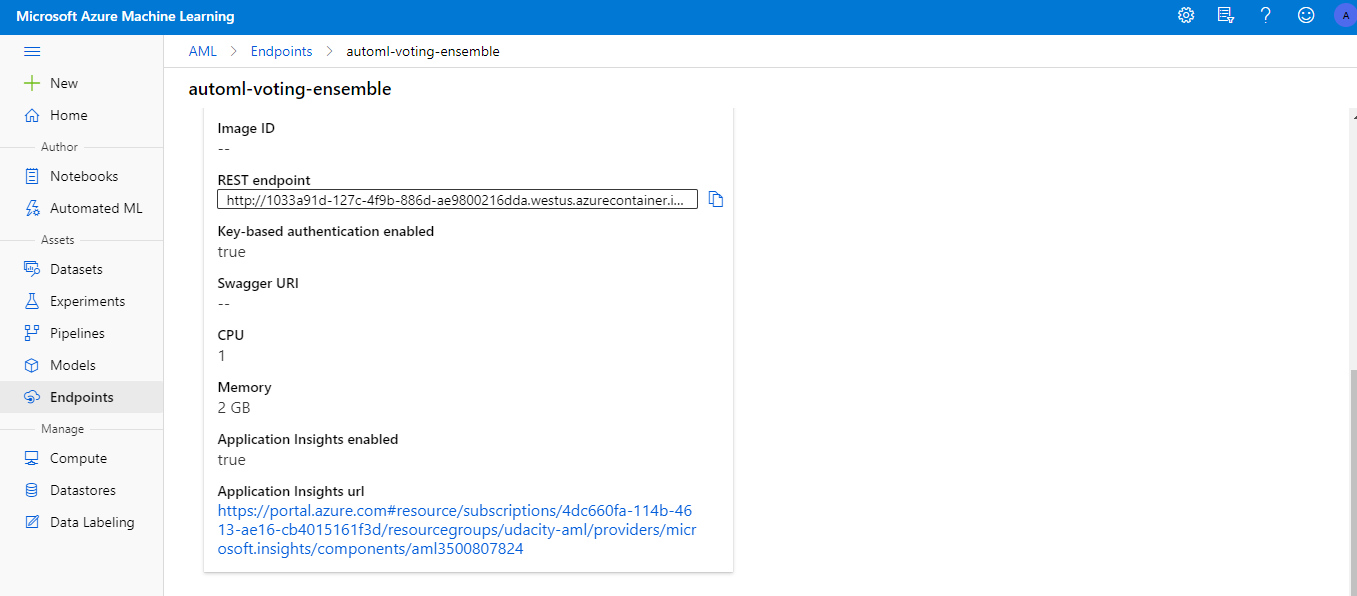 Microsoft Azure Machine Learning
A
AML > Endpoints > automl-voting-ensemble
automl-voting-ensemble
New
Home
Author
Notebooks
Automated ML
Assets
Datasets
Experiments
Pipelines
Models
Endpoints
Manage
Compute
Datastores
Data Labeling
Image ID
--
REST endpoint
http://1033a91d-127c-4f9b-886d-ae9800216dda.westus.azurecontainer.i...
Key-based authentication enabled
true
Swagger URI
--
CPU
1
Memory
2 GB
Application Insights enabled
true
Application Insights url
https://portal.azure.com#resource/subscriptions/4dc660fa-114b-46
13-ae16-cb4015161f3d/resourcegroups/udacity-aml/providers/micr
osoft.insights/components/aml3500807824